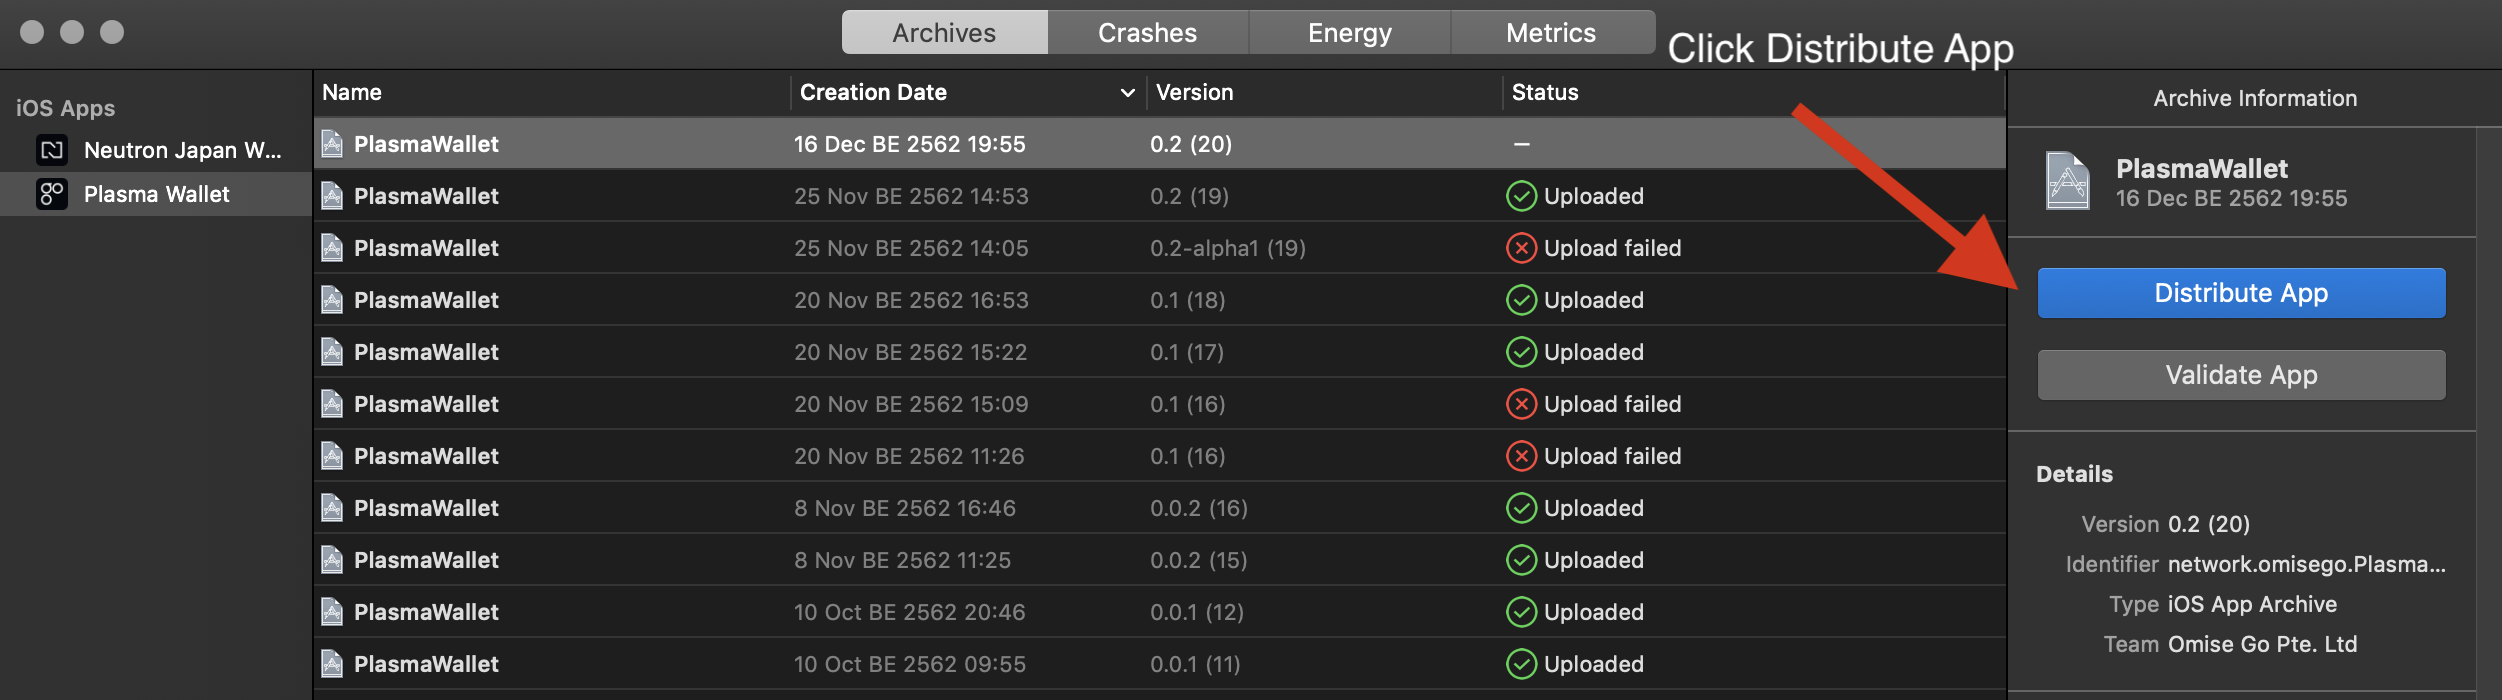 Archives Crashes Energy Metrics
Click Distribute App
iOS Apps
Neutron Japan W...
Plasma Wallet
Name Creation Date Version Status
PlasmaWallet 16 Dec BE 2562 19:55 0.2 (20) –
PlasmaWallet 25 Nov BE 2562 14:53 0.2 (19) Uploaded
PlasmaWallet 25 Nov BE 2562 14:05 0.2-alpha1 (19) Upload failed
PlasmaWallet 20 Nov BE 2562 16:53 0.1 (18) Uploaded
PlasmaWallet 20 Nov BE 2562 15:22 0.1 (17) Uploaded
PlasmaWallet 20 Nov BE 2562 15:09 0.1 (16) Upload failed
PlasmaWallet 20 Nov BE 2562 11:26 0.1 (16) Upload failed
PlasmaWallet 8 Nov BE 2562 16:46 0.0.2 (16) Uploaded
PlasmaWallet 8 Nov BE 2562 11:25 0.0.2 (15) Uploaded
PlasmaWallet 10 Oct BE 2562 20:46 0.0.1 (12) Uploaded
PlasmaWallet 10 Oct BE 2562 09:55 0.0.1 (11) Uploaded
Archive Information
PlasmaWallet
16 Dec BE 2562 19:55
Distribute App
Validate App
Details
Version 0.2 (20)
Identifier network.omisego.Plasma...
Type iOS App Archive
Team Omise Go Pte. Ltd